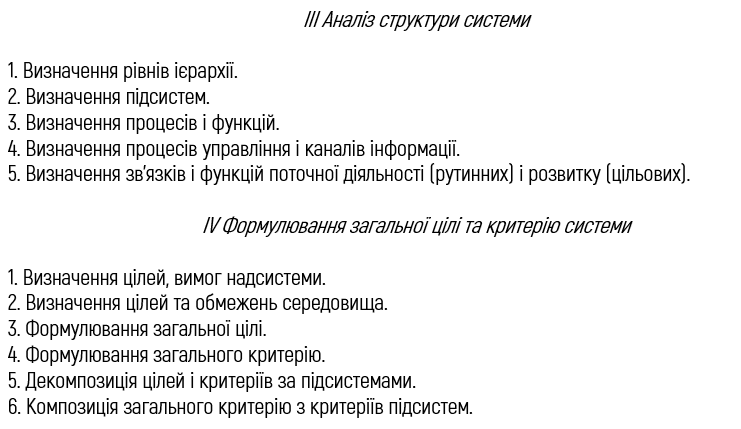 III Аналіз структури системи
1. Визначення рівнів ієрархії.
2. Визначення підсистем.
3. Визначення процесів і функцій.
4. Визначення процесів управління і каналів інформації.
5. Визначення зв'язків і функцій поточної діяльності (рутинних) і розвитку (цільових).
IV Формулювання загальної цілі та критерію системи
1. Визначення цілей, вимог надсистеми.
2. Визначення цілей та обмежень середовища.
3. Формулювання загальної цілі.
4. Формулювання загального критерію.
5. Декомпозиція цілей і критеріїв за підсистемами.
6. Композиція загального критерію з критеріїв підсистем.